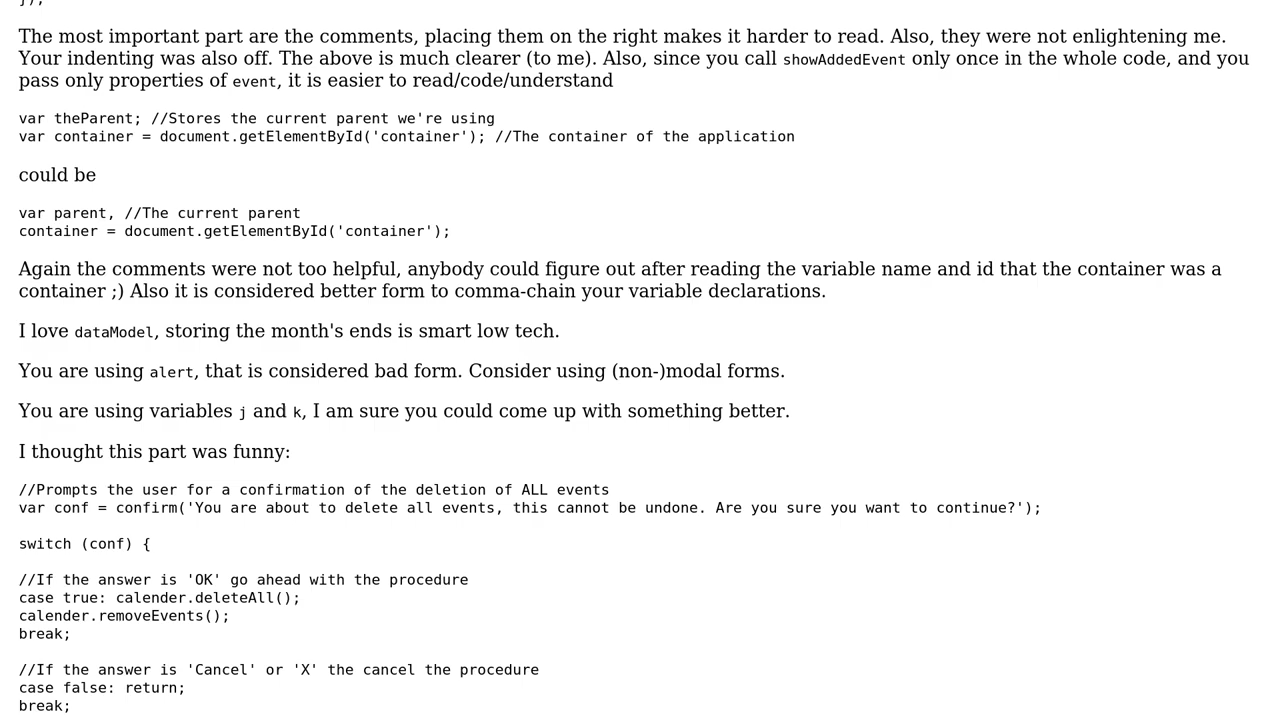 });
The most important part are the comments, placing them on the right makes it harder to read. Also, they were not enlightening me.
Your indenting was also off. The above is much clearer (to me). Also, since you call showAddedEvent only once in the whole code, and you
pass only properties of event, it is easier to read/code/understand
var theParent; //Stores the current parent we're using
var container = document.getElementById('container'); //The container of the application
could be
var parent, //The current parent
container = document.getElementById('container');
Again the comments were not too helpful, anybody could figure out after reading the variable name and id that the container was a
container ;) Also it is considered better form to comma-chain your variable declarations.
I love dataModel, storing the month's ends is smart low tech.
You are using alert, that is considered bad form. Consider using (non-)modal forms.
You are using variables j and k, I am sure you could come up with something better.
I thought this part was funny:
//Prompts the user for a confirmation of the deletion of ALL events
var conf = confirm('You are about to delete all events, this cannot be undone. Are you sure you want to continue?');
switch (conf) {
//If the answer is 'OK' go ahead with the procedure
case true: calender.deleteAll();
calender.removeEvents();
break;
//If the answer is 'Cancel' or 'X' the cancel the procedure
case false: return;
break;